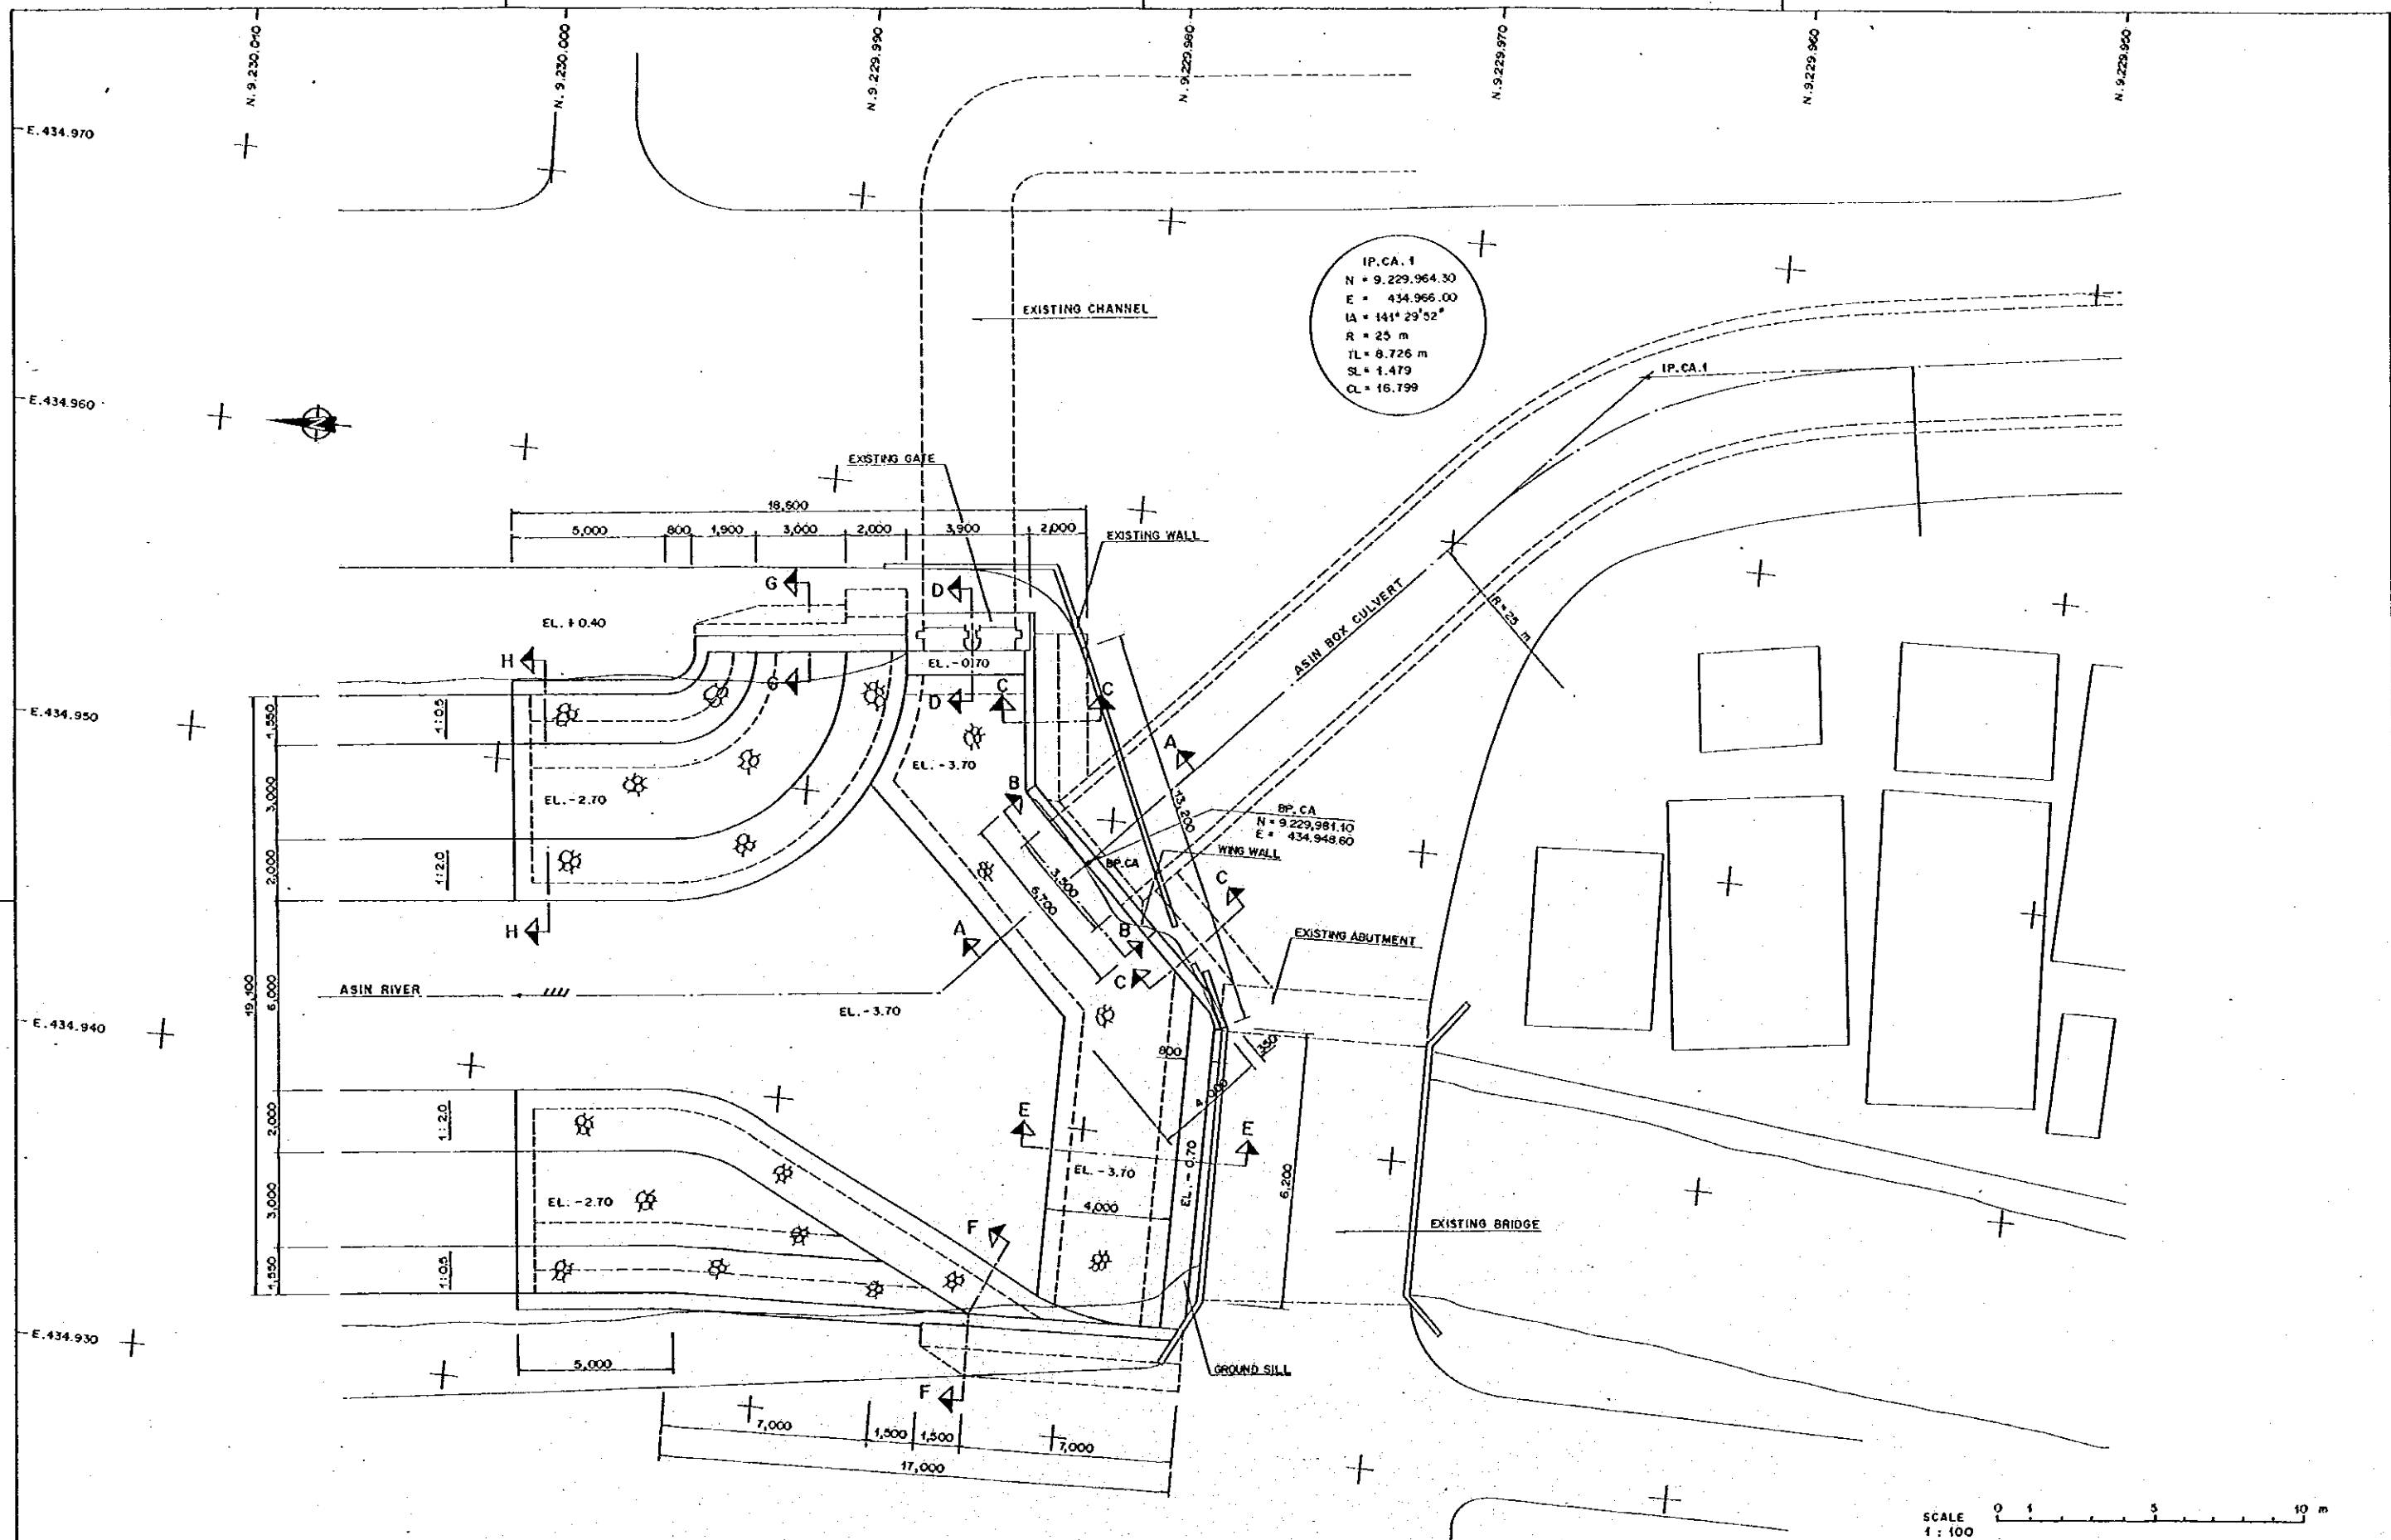 N. 9.230.010
N. 9.230.000
N. 9.229.990
N. 9.229.980
N. 9.229.970
N. 9.229.960
N. 9.229.950
E. 434.970
E. 434.960
E. 434.950
E. 434.940
E. 434.930
IP. CA. 1
N = 9.229.964.30
E = 434.966.00
IA = 141° 29' 52"
R = 25 m
TL = 8.726 m
SL = 1.479
CL = 16.799
EXISTING CHANNEL
IP. CA. 1
EXISTING GATE
18,600
5,000 800 1,900 3,000 2,000 3,900 2,000
EXISTING WALL
G
D
EL. + 0.40
R = 25 m
ASIN BOX CULVERT
H
EL. - 0.70
G
D
C
C
1,550
1 : 0.5
A
EL. - 3.70
B
3,000
EL. - 2.70
13,200
BP. CA
N = 9.229,981.10
E = 434.948.60
WING WALL
BP. CA
2,000
1 : 2.0
3,300
6,700
C
H
A
B
EXISTING ABUTMENT
C
19,100
6,000
ASIN RIVER
EL. - 3.70
800
350
4,000
2,000
1 : 2.0
E
E
EL. - 3.70
EL. - 0.70
6,200
3,000
EL. - 2.70
4,000
F
EXISTING BRIDGE
1,550
1 : 0.5
5,000
GROUND SILL
F
7,000 1,500 1,500 7,000
17,000
SCALE
1 : 100
0 1 5 10 m